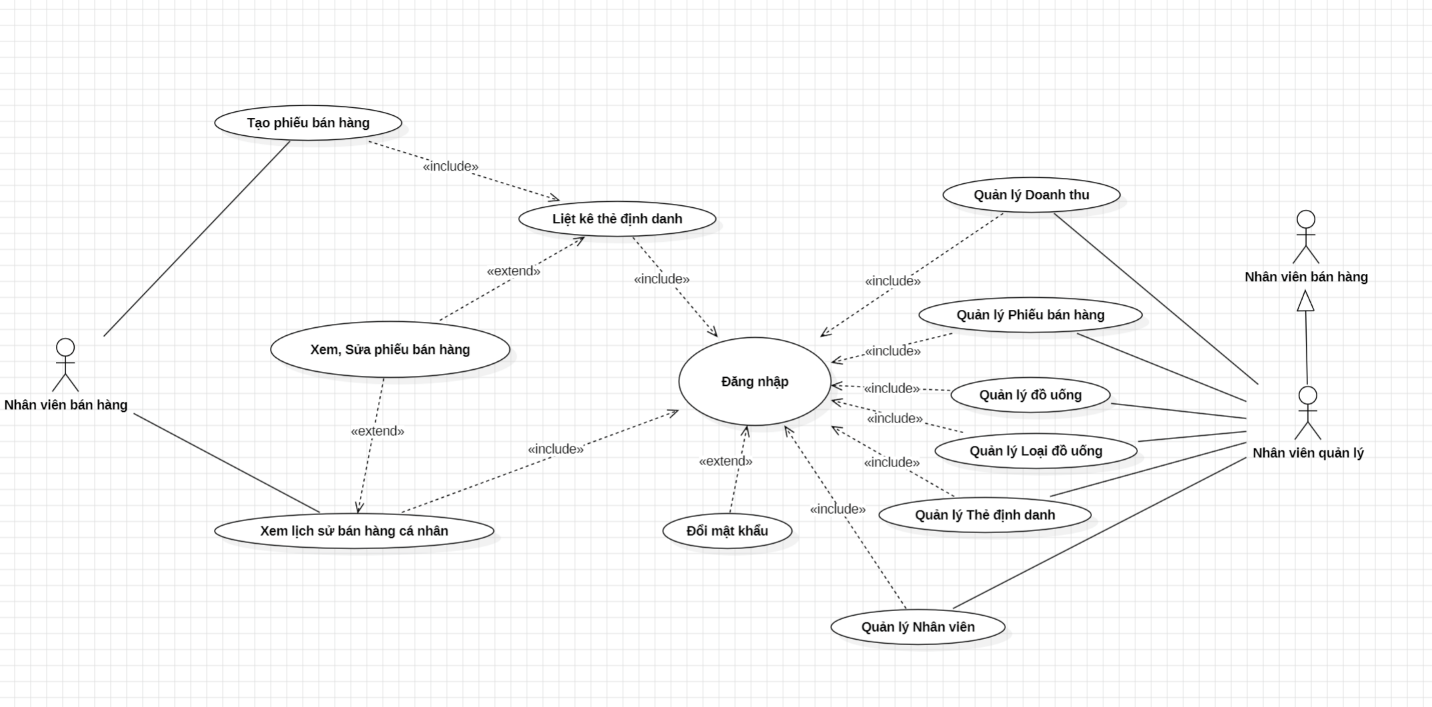 Tạo phiếu bán hàng
«include»
Liệt kê thẻ định danh
Quản lý Doanh thu
«extend»
«include»
«include»
Nhân viên bán hàng
Quản lý Phiếu bán hàng
Xem, Sửa phiếu bán hàng
«include»
Đăng nhập
«include»
Quản lý đồ uống
Nhân viên bán hàng
«include»
«extend»
«include»
«extend»
Quản lý Loại đồ uống
Nhân viên quản lý
«include»
«include»
Quản lý Thẻ định danh
Xem lịch sử bán hàng cá nhân
Đổi mật khẩu
Quản lý Nhân viên